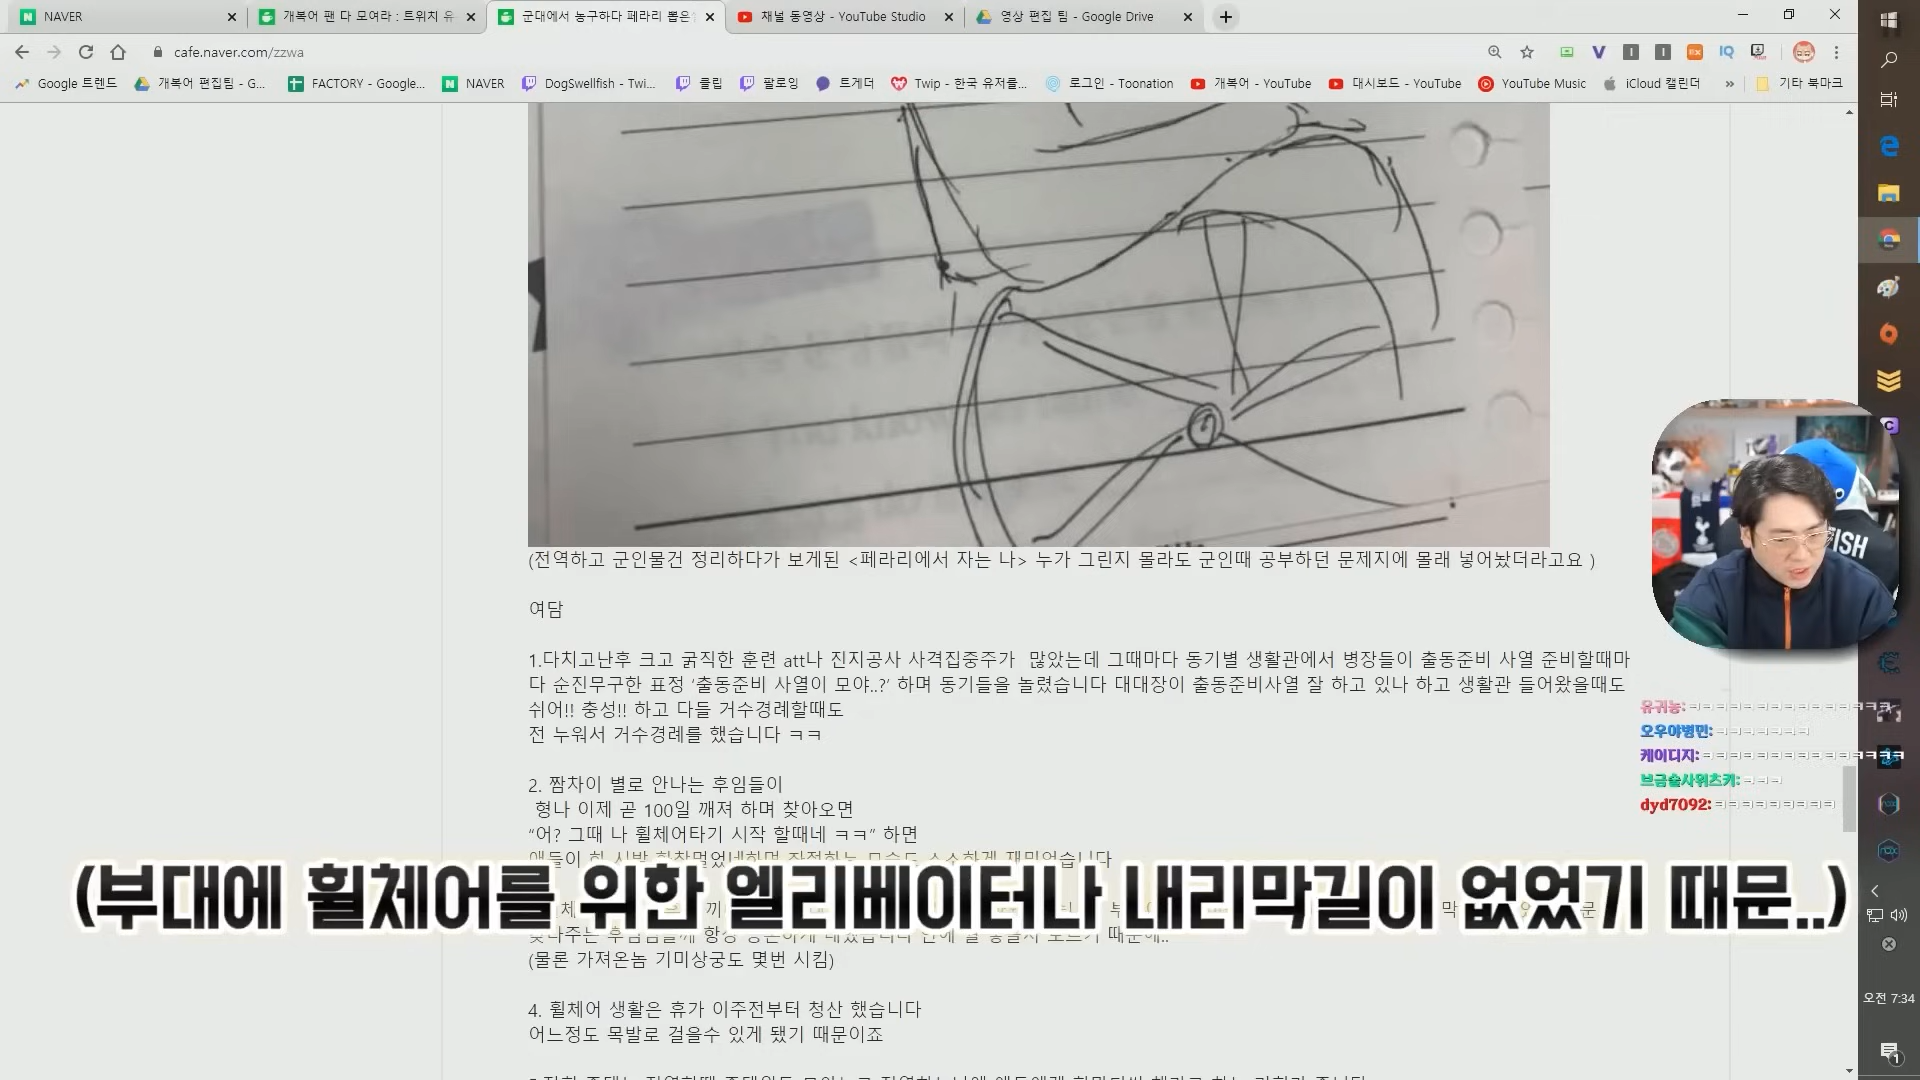 NAVER
개복어 팬 다 모여라 : 트위치 유
군대에서 농구하다 페라리 뽑은
채널 동영상 - YouTube Studio
영상 편집 팀 - Google Drive
cafe.naver.com/zzwa
Google 트렌드
개복어 편집팀 - G...
FACTORY - Google...
NAVER
DogSwellfish - Twi...
클립
팔로잉
트게더
Twip - 한국 유저를...
로그인 - Toonation
개복어 - YouTube
대시보드 - YouTube
YouTube Music
iCloud 캘린더
기타 북마크
(전역하고 군인물건 정리하다가 보게된 <페라리에서 자는 나> 누가 그린지 몰라도 군인때 공부하던 문제지에 몰래 넣어놨더라고요 )
여담
1.다치고난후 크고 굵직한 훈련 att나 진지공사 사격집중주가 많았는데 그때마다 동기별 생활관에서 병장들이 출동준비 사열 준비할때마
다 순진무구한 표정 ‘출동준비 사열이 모야..?’ 하며 동기들을 놀렸습니다 대대장이 출동준비사열 잘 하고 있나 하고 생활관 들어왔을때도
쉬어!! 충성!! 하고 다들 거수경례할때도
전 누워서 거수경례를 했습니다 ㅋㅋ
2. 짬차이 별로 안나는 후임들이
형나 이제 곧 100일 깨져 하며 찾아오면
“어? 그때 나 휠체어타기 시작 할때네 ㅋㅋ” 하면
(부대에 휠체어를 위한 엘리베이터나 내리막길이 없었기 때문..)
(물론 가져온놈 기미상궁도 몇번 시킴)
4. 휠체어 생활은 휴가 이주전부터 청산 했습니다
어느정도 목발로 걸을수 있게 됐기 때문이죠
유귀농: ㅋㅋㅋㅋㅋㅋㅋㅋㅋㅋㅋㅋㅋㅋㅋ
오우야병민: ㅋㅋㅋㅋㅋㅋㅋ
케이디지: ㅋㅋㅋㅋㅋㅋㅋㅋㅋㅋㅋㅋㅋㅋㅋ
브금술사위츠키: ㅋㅋㅋ
dyd7092: ㅋㅋㅋㅋㅋㅋㅋㅋㅋ
오전 7:34